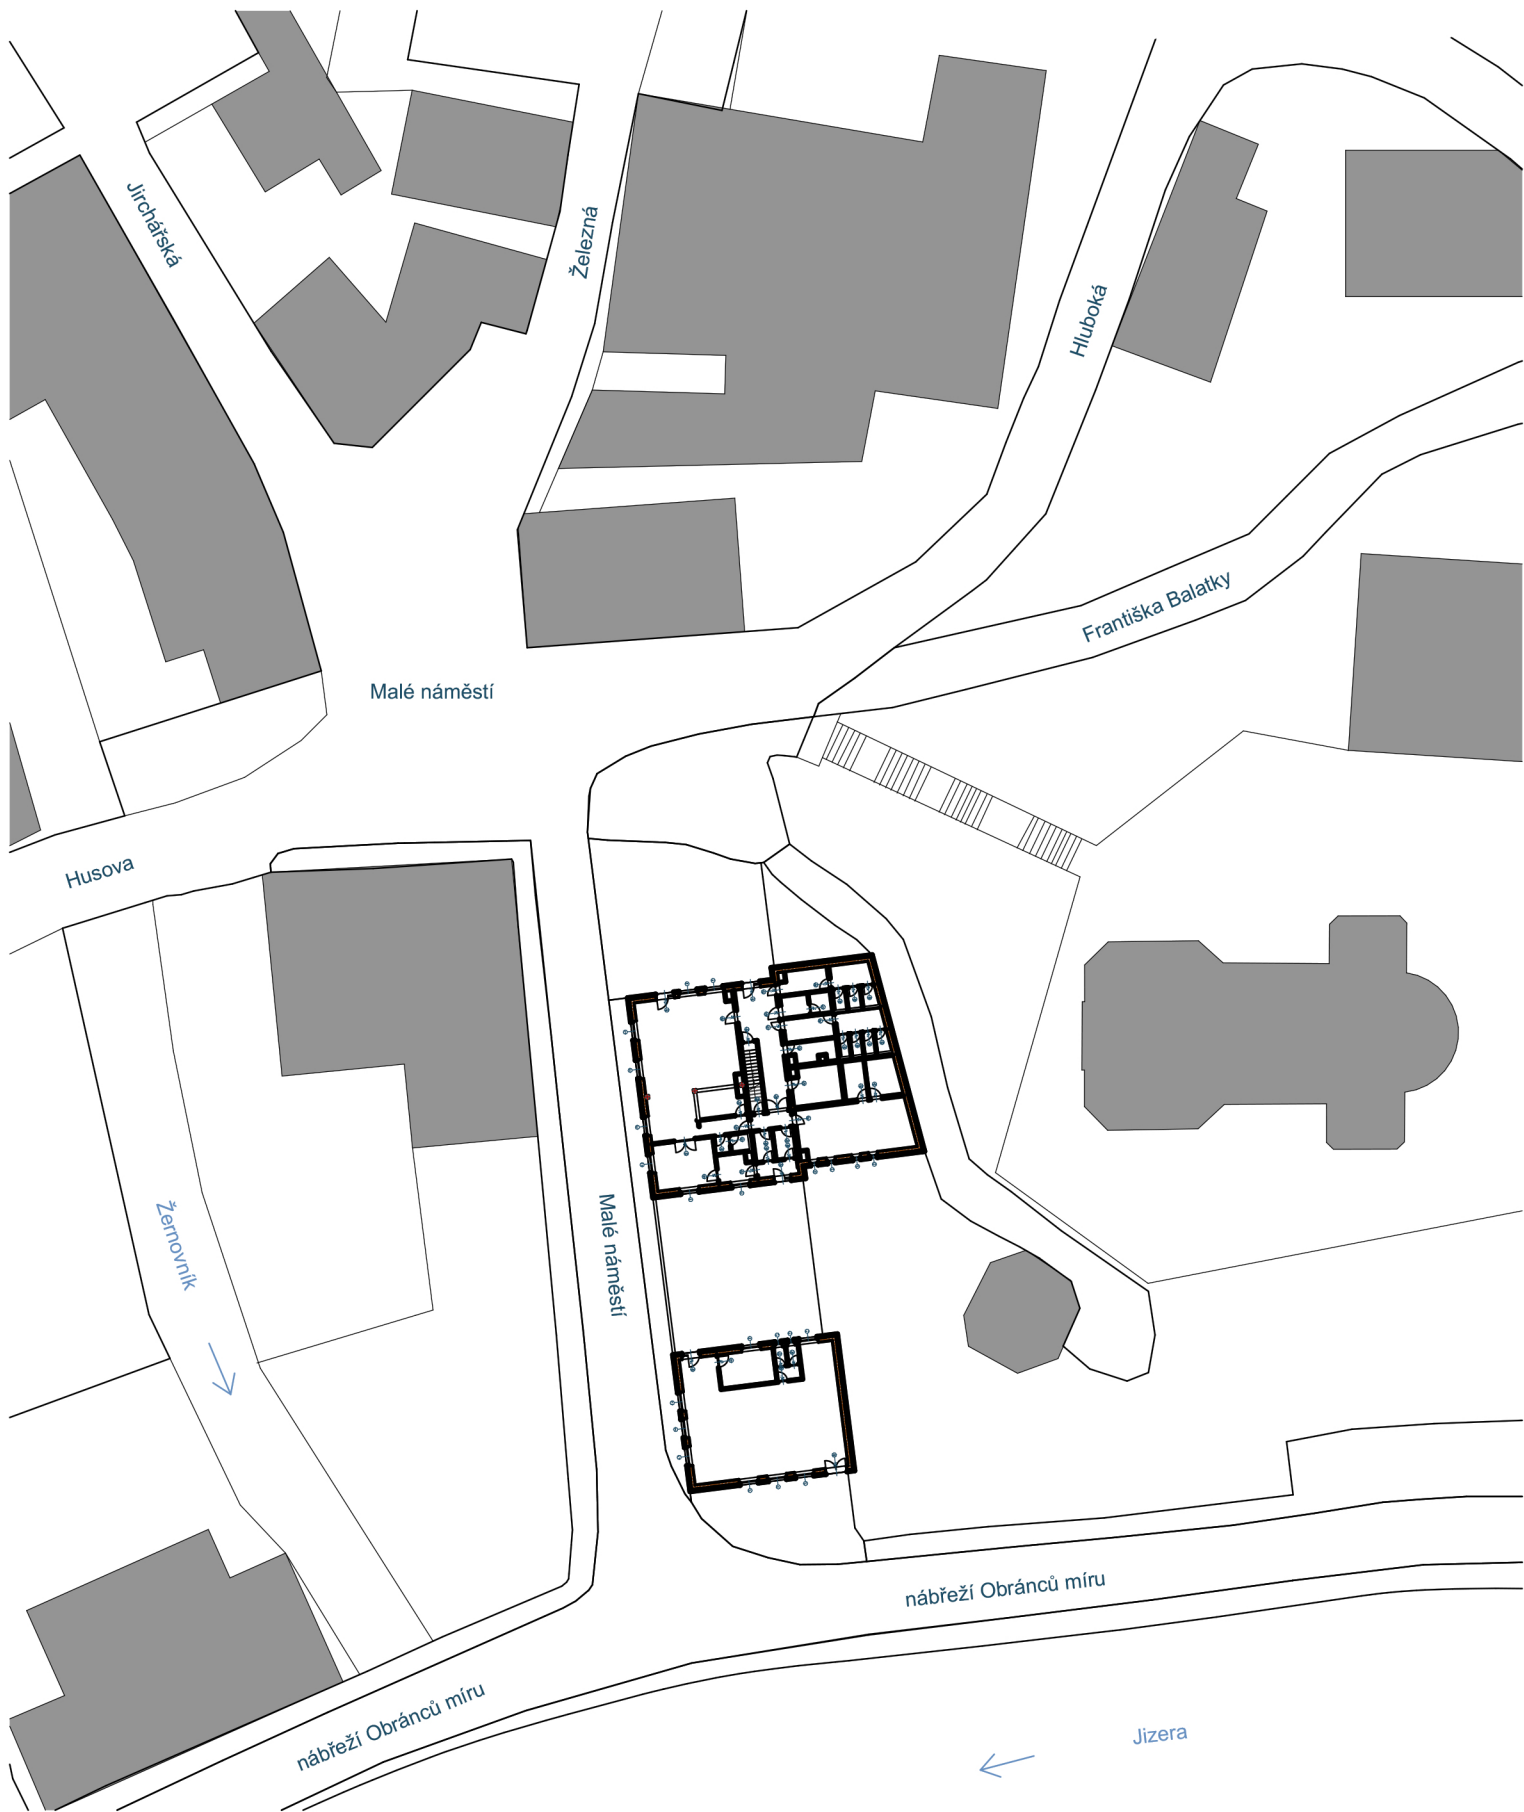 Jirchářská
Železná
Hluboká
Františka Balatky
Malé náměstí
Husova
Žernovník
Malé náměstí
nábřeží Obránců míru
nábřeží Obránců míru
Jizera